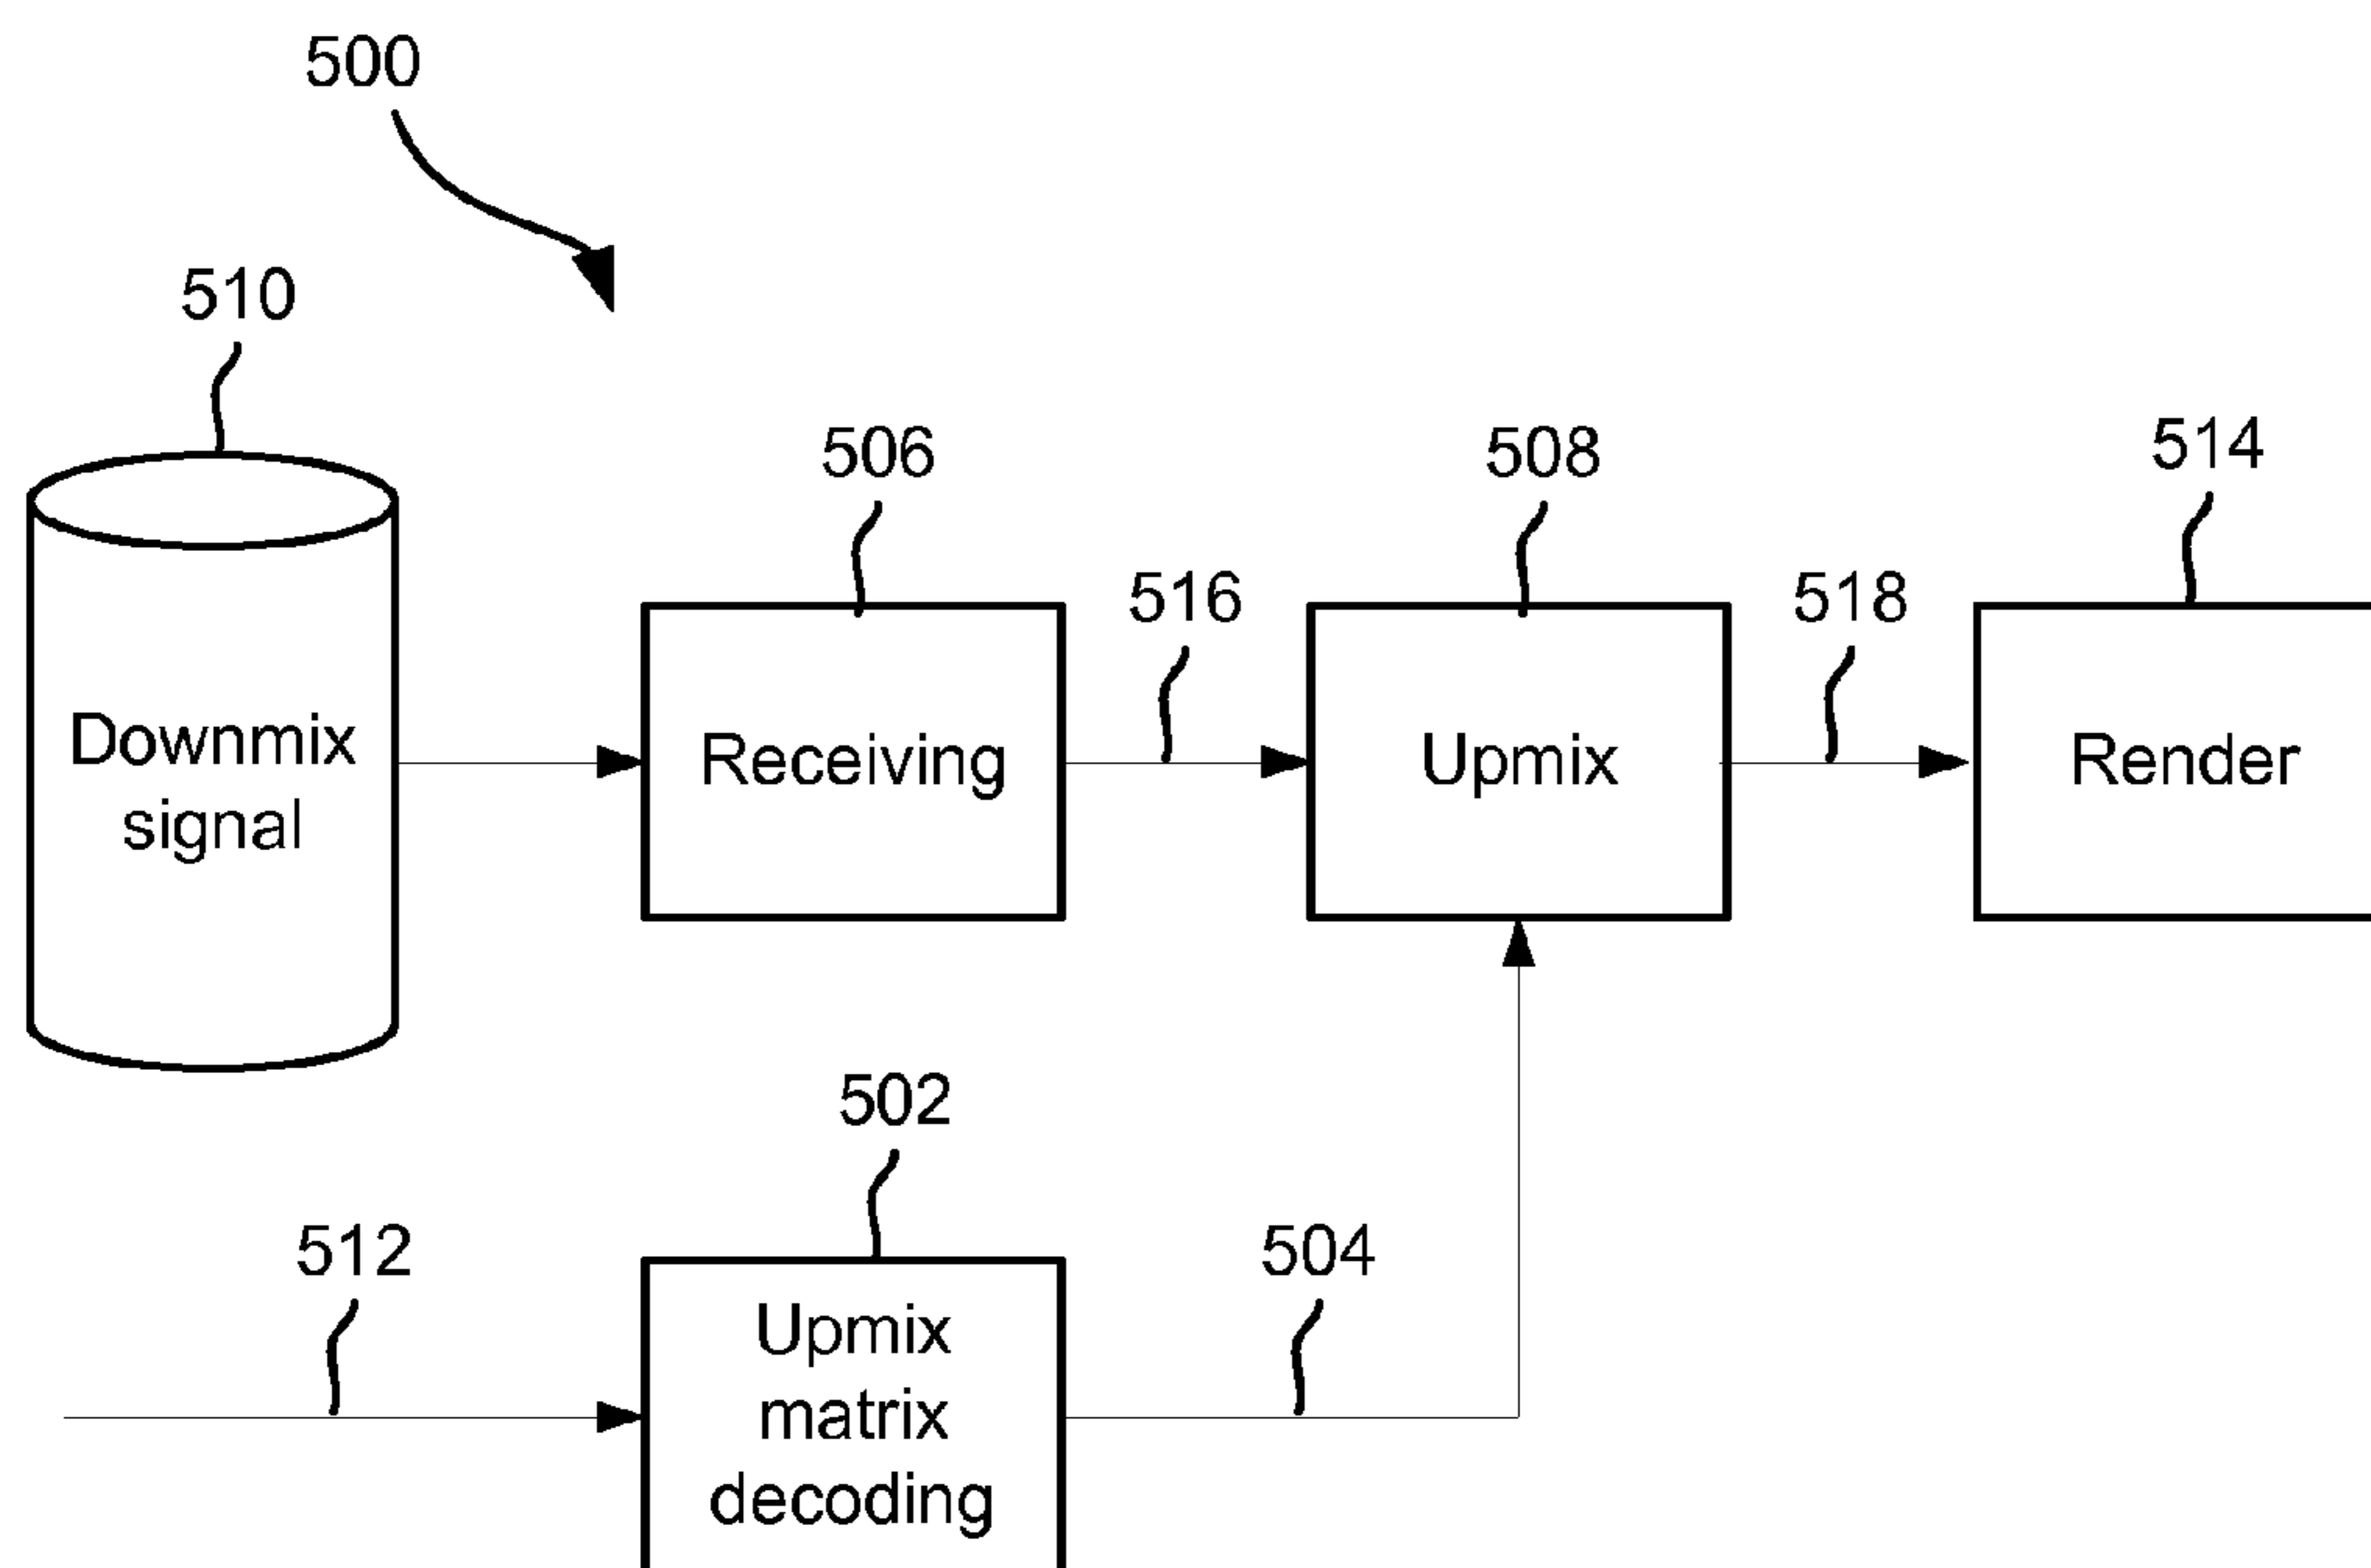 500
510
506
508
514
516
518
Downmix
signal
Receiving
Upmix
Render
502
512
504
Upmix
matrix
decoding